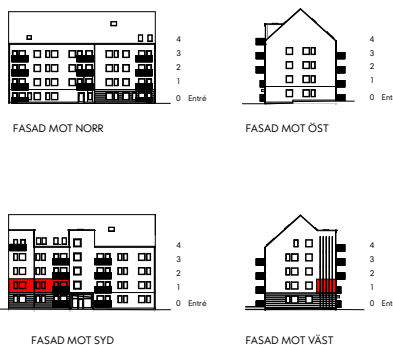 4
3
2
1
0 Entré
FASAD MOT NORR
4
3
2
1
0 Ent
FASAD MOT ÖST
4
3
2
1
0 Entré
FASAD MOT SYD
4
3
2
1
0 Ent
FASAD MOT VÄST